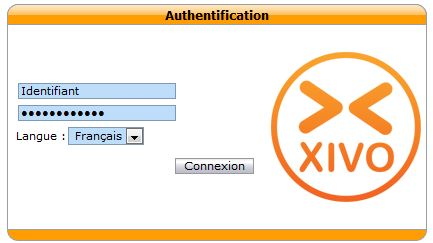 Authentification
Identifiant
••••••••••••
Langue : Français
Connexion
XIVO